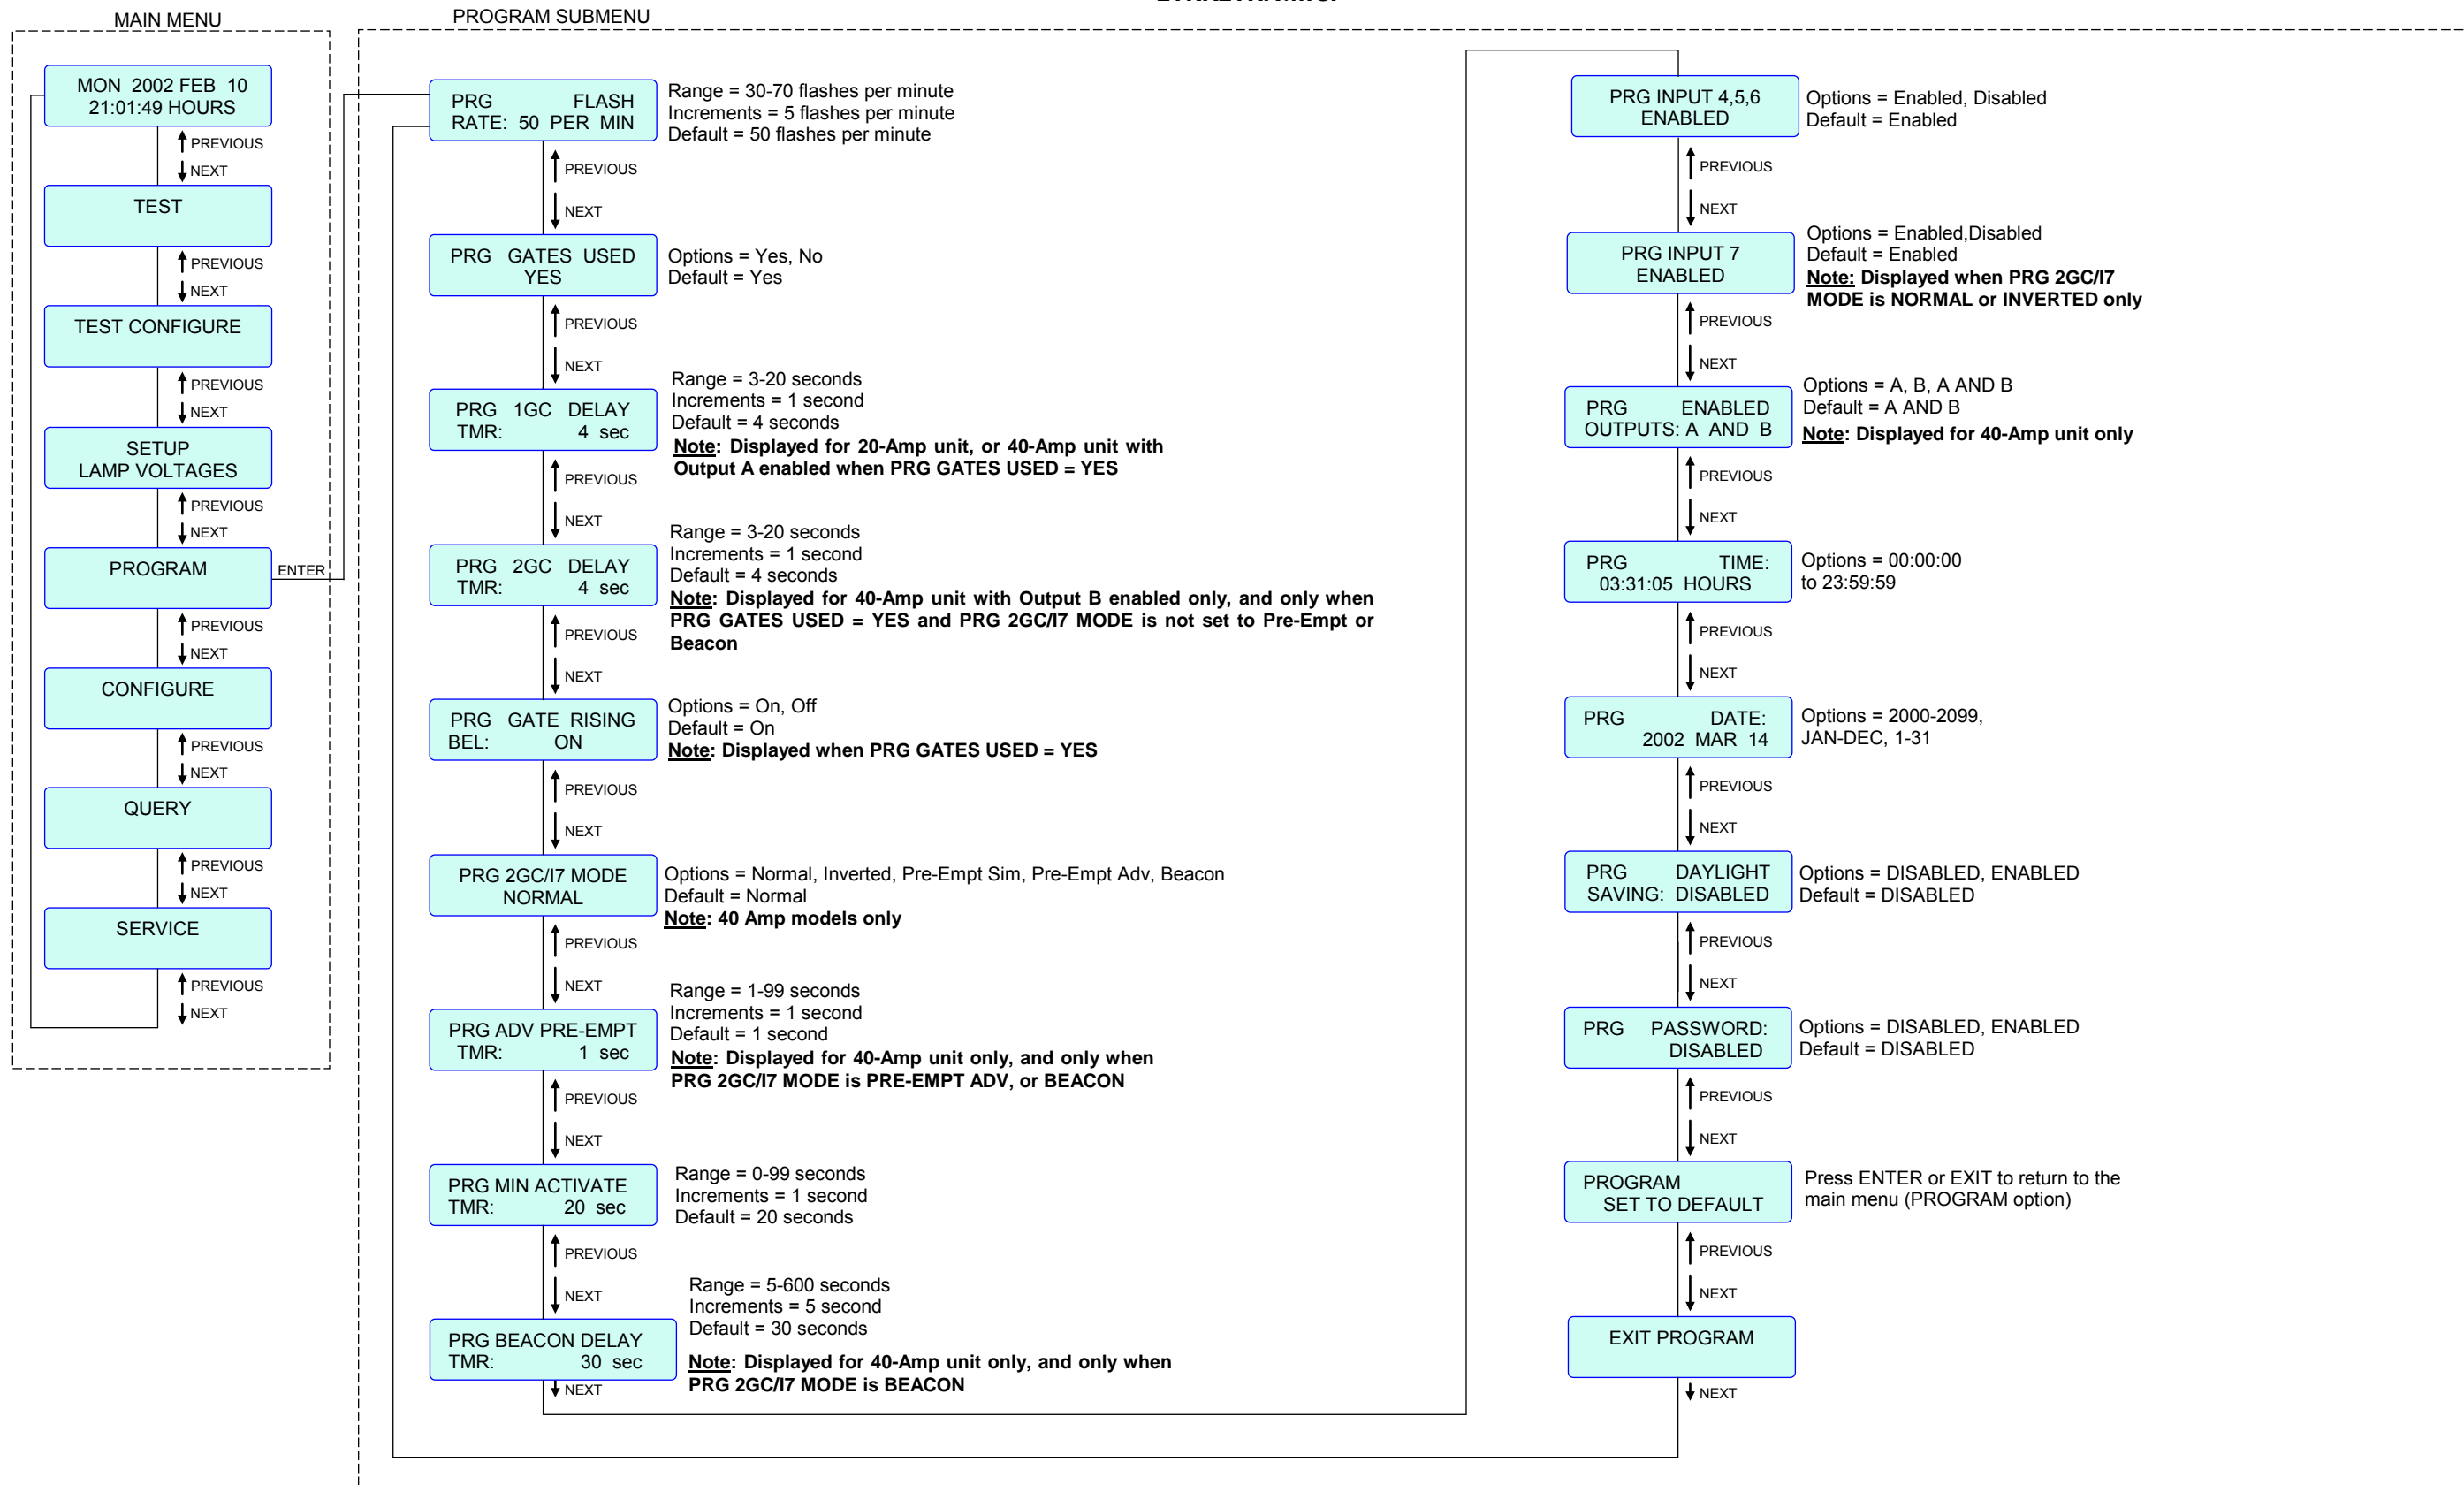 MAIN MENU
MON 2002 FEB 10
21:01:49 HOURS
PREVIOUS
NEXT
TEST
PREVIOUS
NEXT
TEST CONFIGURE
PREVIOUS
NEXT
SETUP
LAMP VOLTAGES
PREVIOUS
NEXT
PROGRAM
ENTER
PREVIOUS
NEXT
CONFIGURE
PREVIOUS
NEXT
QUERY
PREVIOUS
NEXT
SERVICE
PREVIOUS
NEXT
PROGRAM SUBMENU
PRG FLASH
RATE: 50 PER MIN
Range = 30-70 flashes per minute
Increments = 5 flashes per minute
Default = 50 flashes per minute
PREVIOUS
NEXT
PRG GATES USED
YES
Options = Yes, No
Default = Yes
PREVIOUS
NEXT
PRG 1GC DELAY
TMR: 4 sec
Range = 3-20 seconds
Increments = 1 second
Default = 4 seconds
Note: Displayed for 20-Amp unit, or 40-Amp unit with
Output A enabled when PRG GATES USED = YES
PREVIOUS
NEXT
PRG 2GC DELAY
TMR: 4 sec
Range = 3-20 seconds
Increments = 1 second
Default = 4 seconds
Note: Displayed for 40-Amp unit with Output B enabled only, and only when
PRG GATES USED = YES and PRG 2GC/I7 MODE is not set to Pre-Empt or
Beacon
PREVIOUS
NEXT
PRG GATE RISING
BEL: ON
Options = On, Off
Default = On
Note: Displayed when PRG GATES USED = YES
PREVIOUS
NEXT
PRG 2GC/I7 MODE
NORMAL
Options = Normal, Inverted, Pre-Empt Sim, Pre-Empt Adv, Beacon
Default = Normal
Note: 40 Amp models only
PREVIOUS
NEXT
PRG ADV PRE-EMPT
TMR: 1 sec
Range = 1-99 seconds
Increments = 1 second
Default = 1 second
Note: Displayed for 40-Amp unit only, and only when
PRG 2GC/I7 MODE is PRE-EMPT ADV, or BEACON
PREVIOUS
NEXT
PRG MIN ACTIVATE
TMR: 20 sec
Range = 0-99 seconds
Increments = 1 second
Default = 20 seconds
PREVIOUS
NEXT
PRG BEACON DELAY
TMR: 30 sec
Range = 5-600 seconds
Increments = 5 second
Default = 30 seconds
Note: Displayed for 40-Amp unit only, and only when
PRG 2GC/I7 MODE is BEACON
NEXT
PRG INPUT 4,5,6
ENABLED
Options = Enabled, Disabled
Default = Enabled
PREVIOUS
NEXT
PRG INPUT 7
ENABLED
Options = Enabled,Disabled
Default = Enabled
Note: Displayed when PRG 2GC/I7
MODE is NORMAL or INVERTED only
PREVIOUS
NEXT
PRG ENABLED
OUTPUTS: A AND B
Options = A, B, A AND B
Default = A AND B
Note: Displayed for 40-Amp unit only
PREVIOUS
NEXT
PRG TIME:
03:31:05 HOURS
Options = 00:00:00
to 23:59:59
PREVIOUS
NEXT
PRG DATE:
2002 MAR 14
Options = 2000-2099,
JAN-DEC, 1-31
PREVIOUS
NEXT
PRG DAYLIGHT
SAVING: DISABLED
Options = DISABLED, ENABLED
Default = DISABLED
PREVIOUS
NEXT
PRG PASSWORD:
DISABLED
Options = DISABLED, ENABLED
Default = DISABLED
PREVIOUS
NEXT
PROGRAM
SET TO DEFAULT
Press ENTER or EXIT to return to the
main menu (PROGRAM option)
PREVIOUS
NEXT
EXIT PROGRAM
NEXT